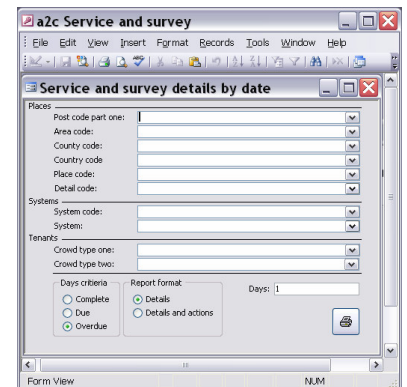 a2c Service and survey
File Edit View Insert Format Records Tools Window Help
Service and survey details by date
Places
Post code part one:
Area code:
County code:
Country code
Place code:
Detail code:
Systems
System code:
System:
Tenants
Crowd type one:
Crowd type two:
Days critieria Report format
Days: 1
Complete Details
Due Details and actions
Overdue
Form View NUM